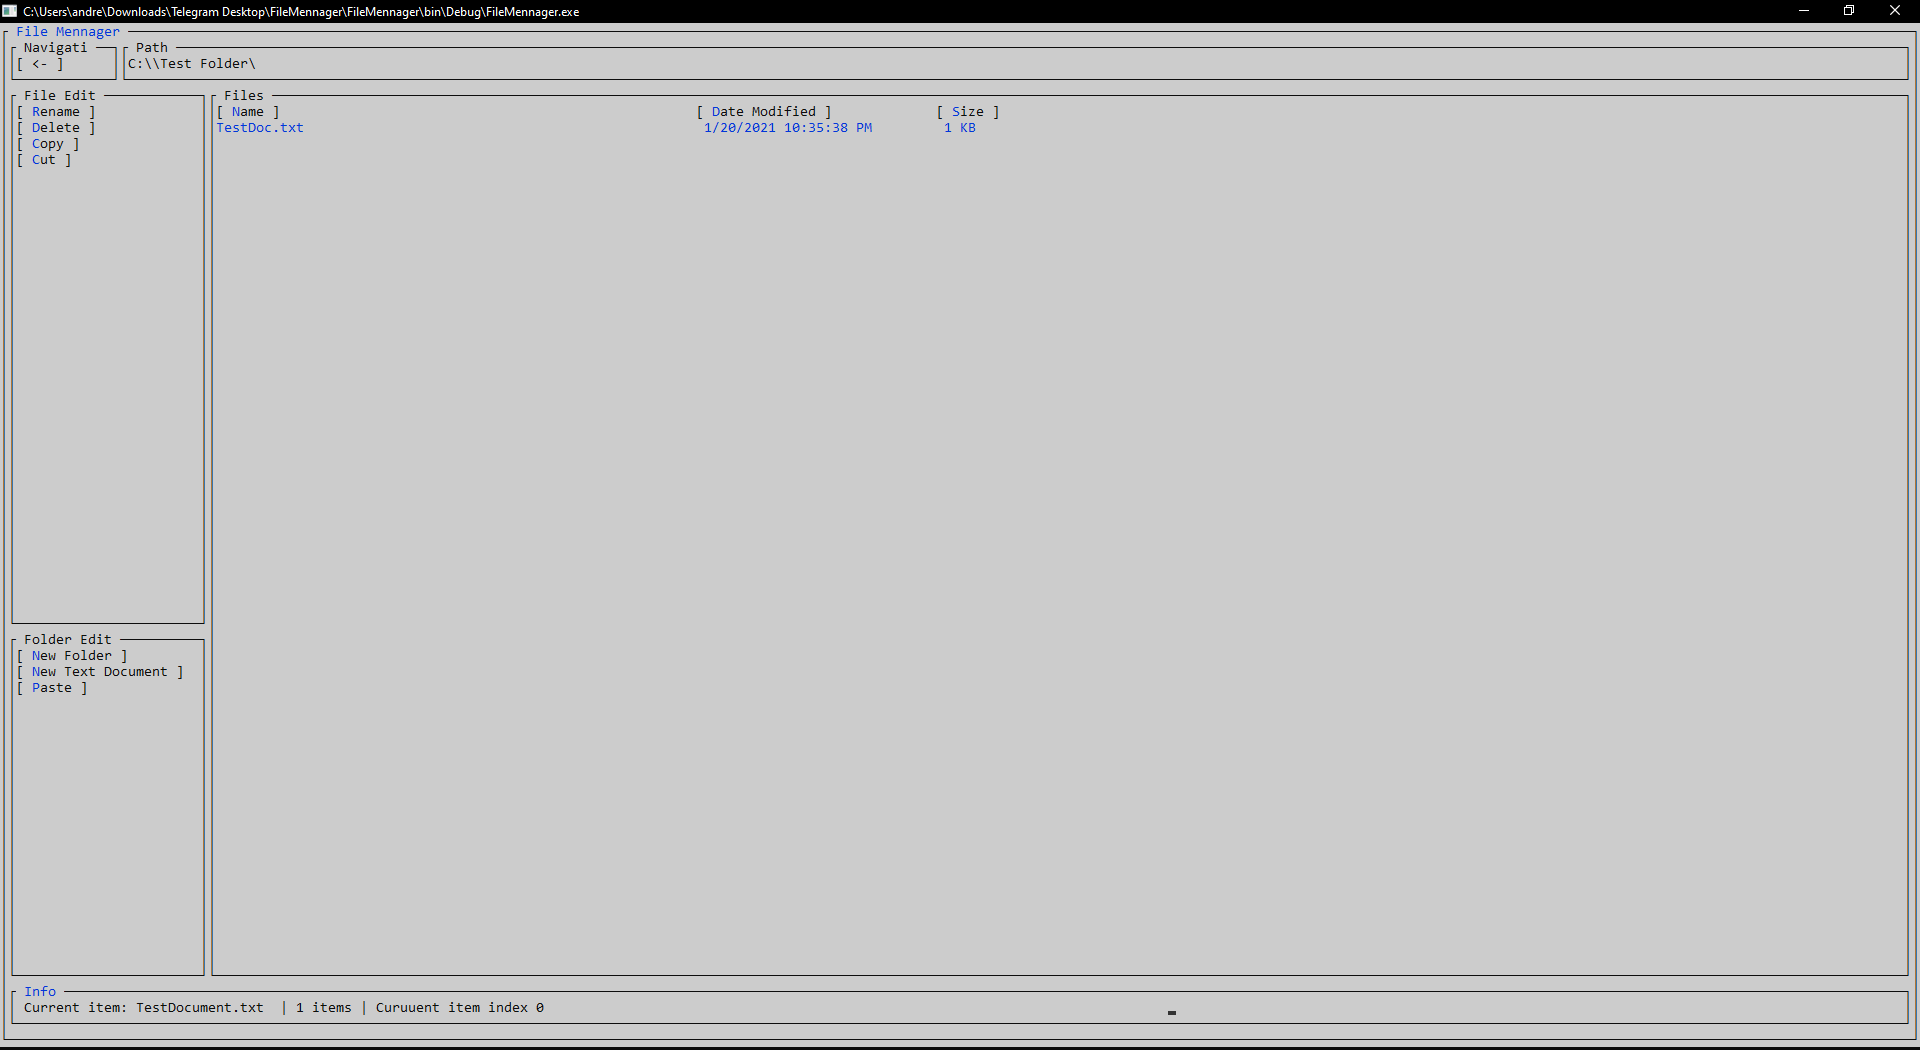 C:\Users\andre\Downloads\Telegram Desktop\FileMennager\FileMennager\bin\Debug\FileMennager.exe
File Mennager
Navigati
Path
[ <- ]
C:\\Test Folder\
File Edit
[ Rename ]
[ Delete ]
[ Copy ]
[ Cut ]
Files
[ Name ] [ Date Modified ] [ Size ]
TestDoc.txt 1/20/2021 10:35:38 PM 1 KB
Folder Edit
[ New Folder ]
[ New Text Document ]
[ Paste ]
Info
Current item: TestDocument.txt | 1 items | Curuuent item index 0